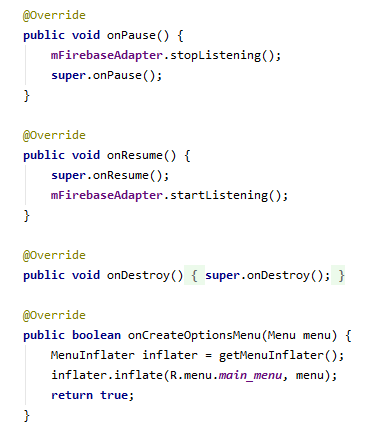 @Override
public void onPause() {
    mFirebaseAdapter.stopListening();
    super.onPause();
}

@Override
public void onResume() {
    super.onResume();
    mFirebaseAdapter.startListening();
}

@Override
public void onDestroy() { super.onDestroy(); }

@Override
public boolean onCreateOptionsMenu(Menu menu) {
    MenuInflater inflater = getMenuInflater();
    inflater.inflate(R.menu.main_menu, menu);
    return true;
}